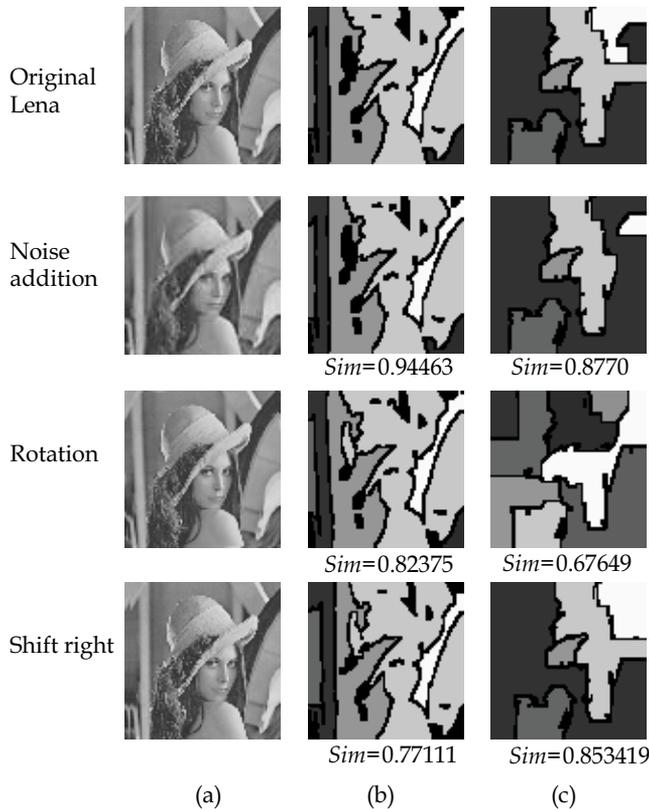 Original
Lena
Noise
addition
Sim=0.94463
Sim=0.8770
Rotation
Sim=0.82375
Sim=0.67649
Shift right
Sim=0.77111
Sim=0.853419
(a)
(b)
(c)